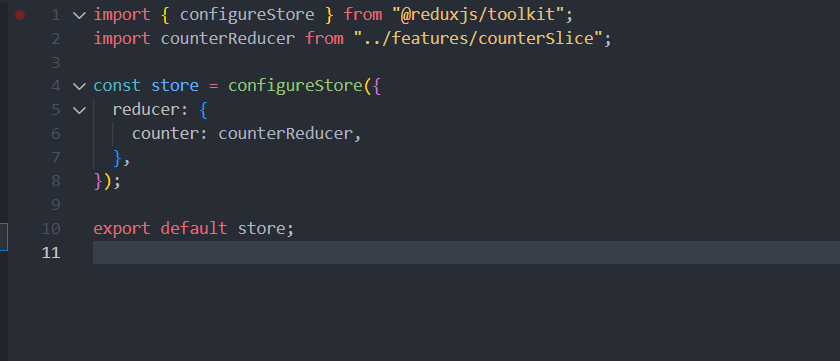 1 import { configureStore } from "@reduxjs/toolkit";
2 import counterReducer from "../features/counterSlice";
3
4 const store = configureStore({
5 reducer: {
6 counter: counterReducer,
7 },
8 });
9
10 export default store;
11